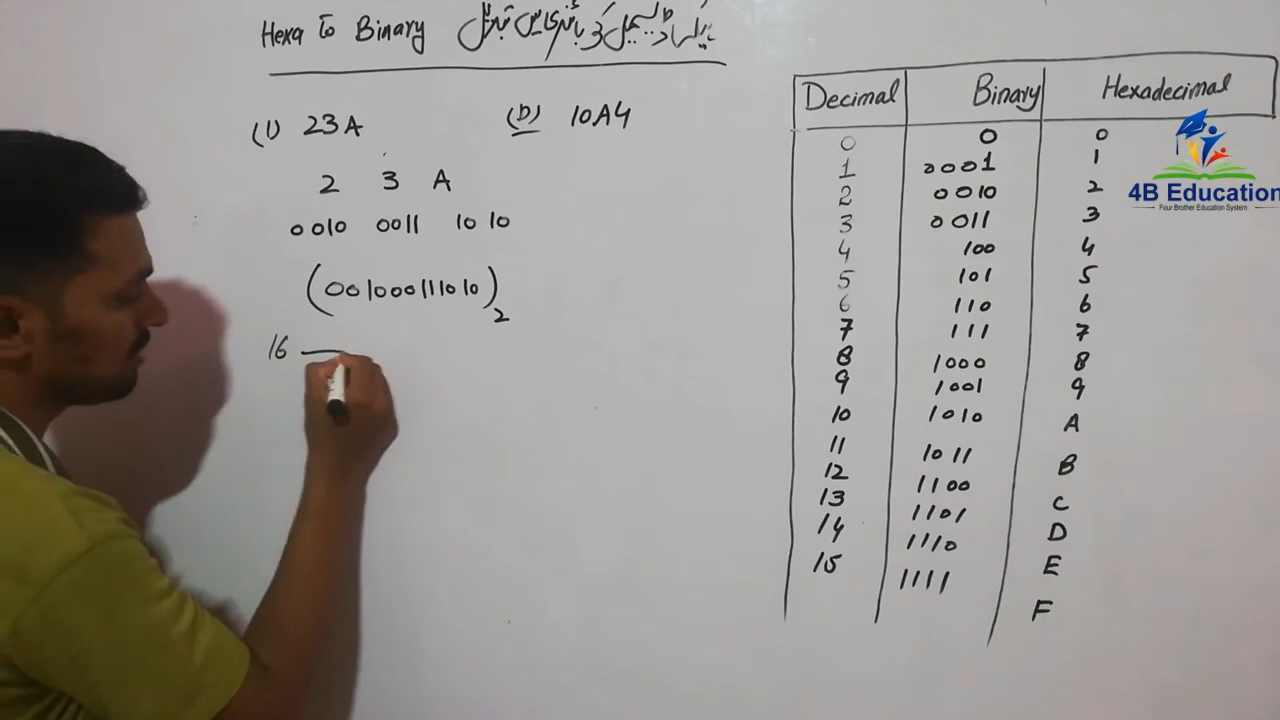 Hexa To Binary ہیگزا ڈیسیمل کو بائنری میں تبدیل
(1) 23A (b) 10A4
2 3 A
0010 0011 1010
(001000111010)2
16 —
Decimal Binary Hexadecimal
0 0 0
1 0001 1
2 0010 2
3 0011 3
4 100 4
5 101 5
6 110 6
7 111 7
8 1000 8
9 1001 9
10 1010 A
11 1011 B
12 1100 C
13 1101 D
14 1110 E
15 1111 F
4B Education
Four Brother Education System